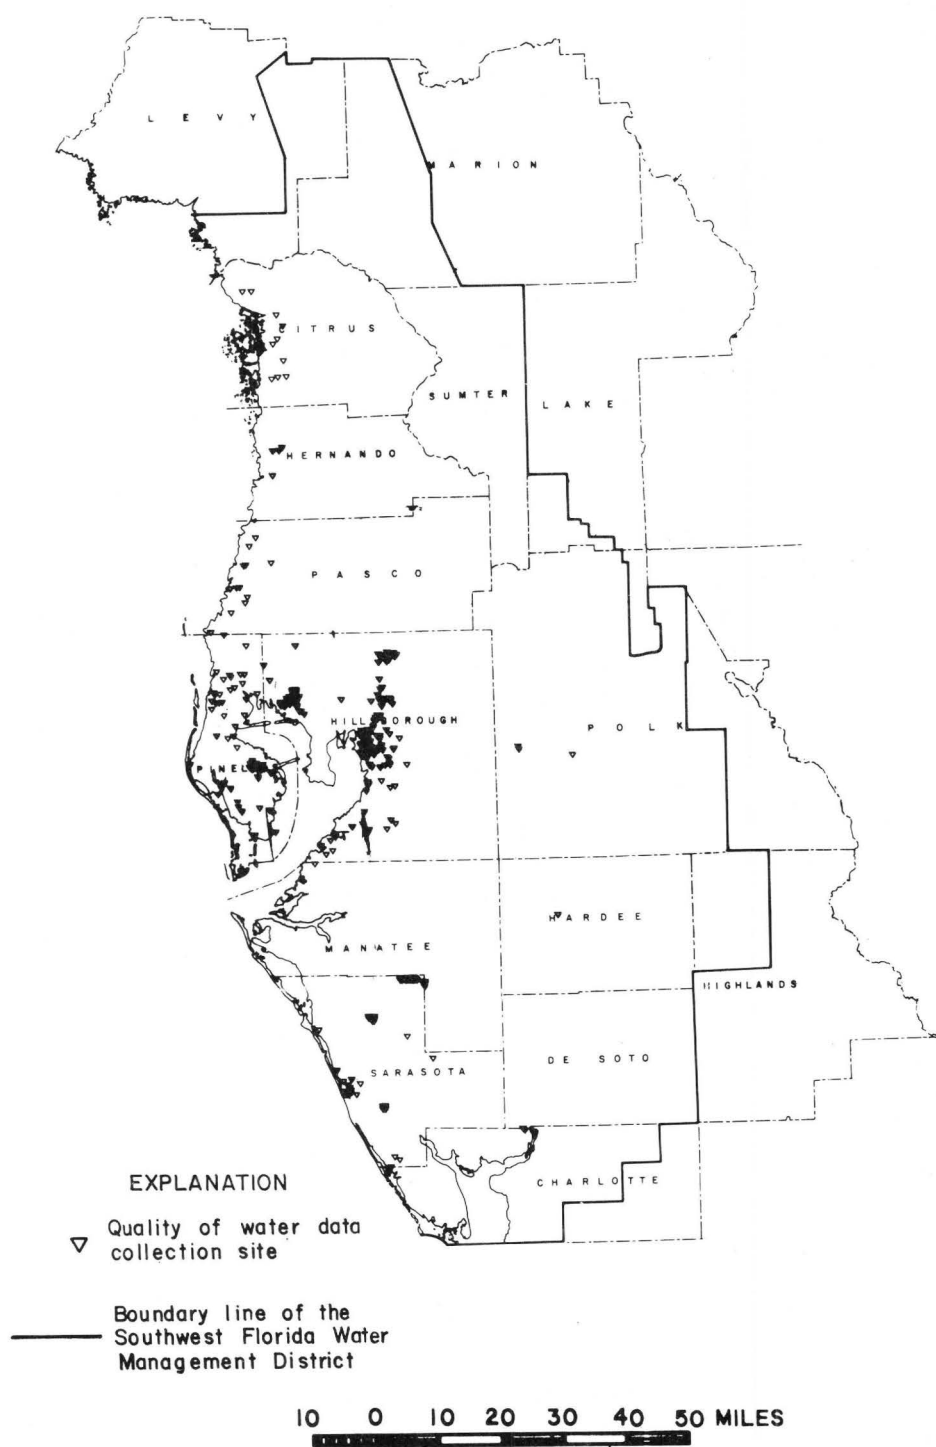 LEVY
MARION
CITRUS
SUMTER
LAKE
HERNANDO
PASCO
HILLSBOROUGH
POLK
PINEL
HARDEE
MANATEE
HIGHLANDS
DE SOTO
SARASOTA
CHARLOTTE
EXPLANATION
Quality of water data
collection site
Boundary line of the
Southwest Florida Water
Management District
10 0 10 20 30 40 50 MILES